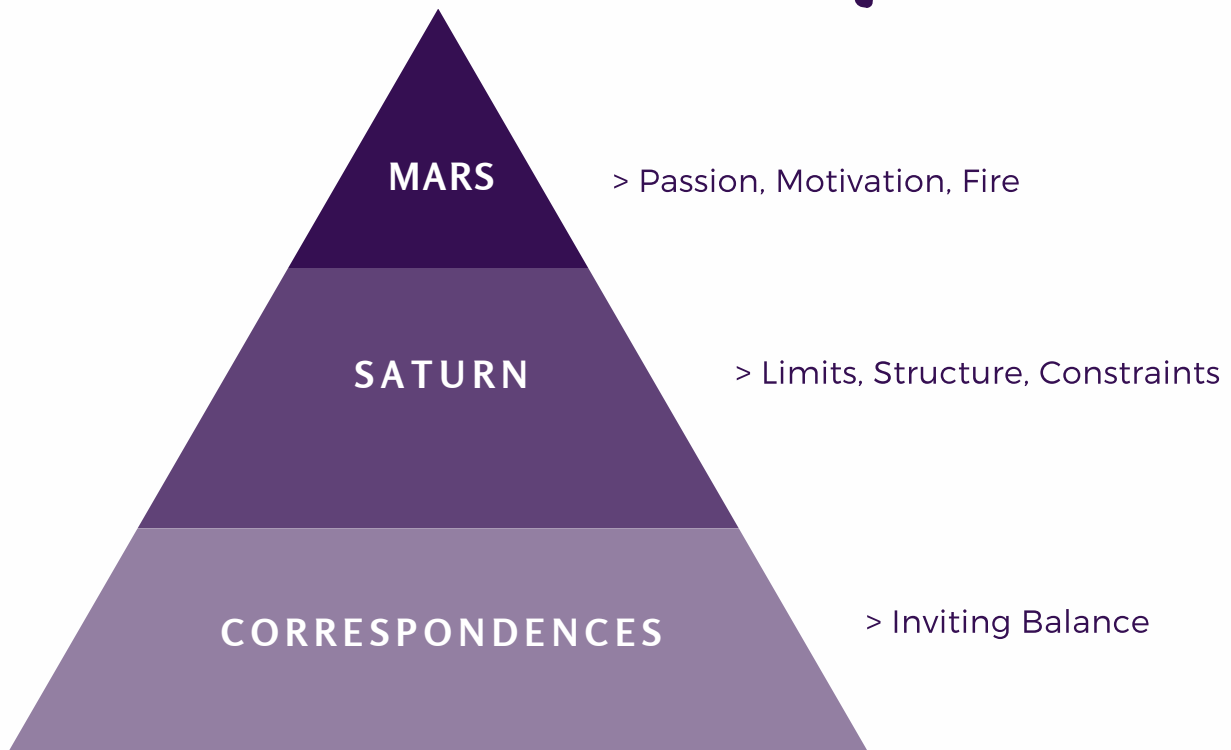 MARS
> Passion, Motivation, Fire
SATURN
> Limits, Structure, Constraints
CORRESPONDENCES
> Inviting Balance